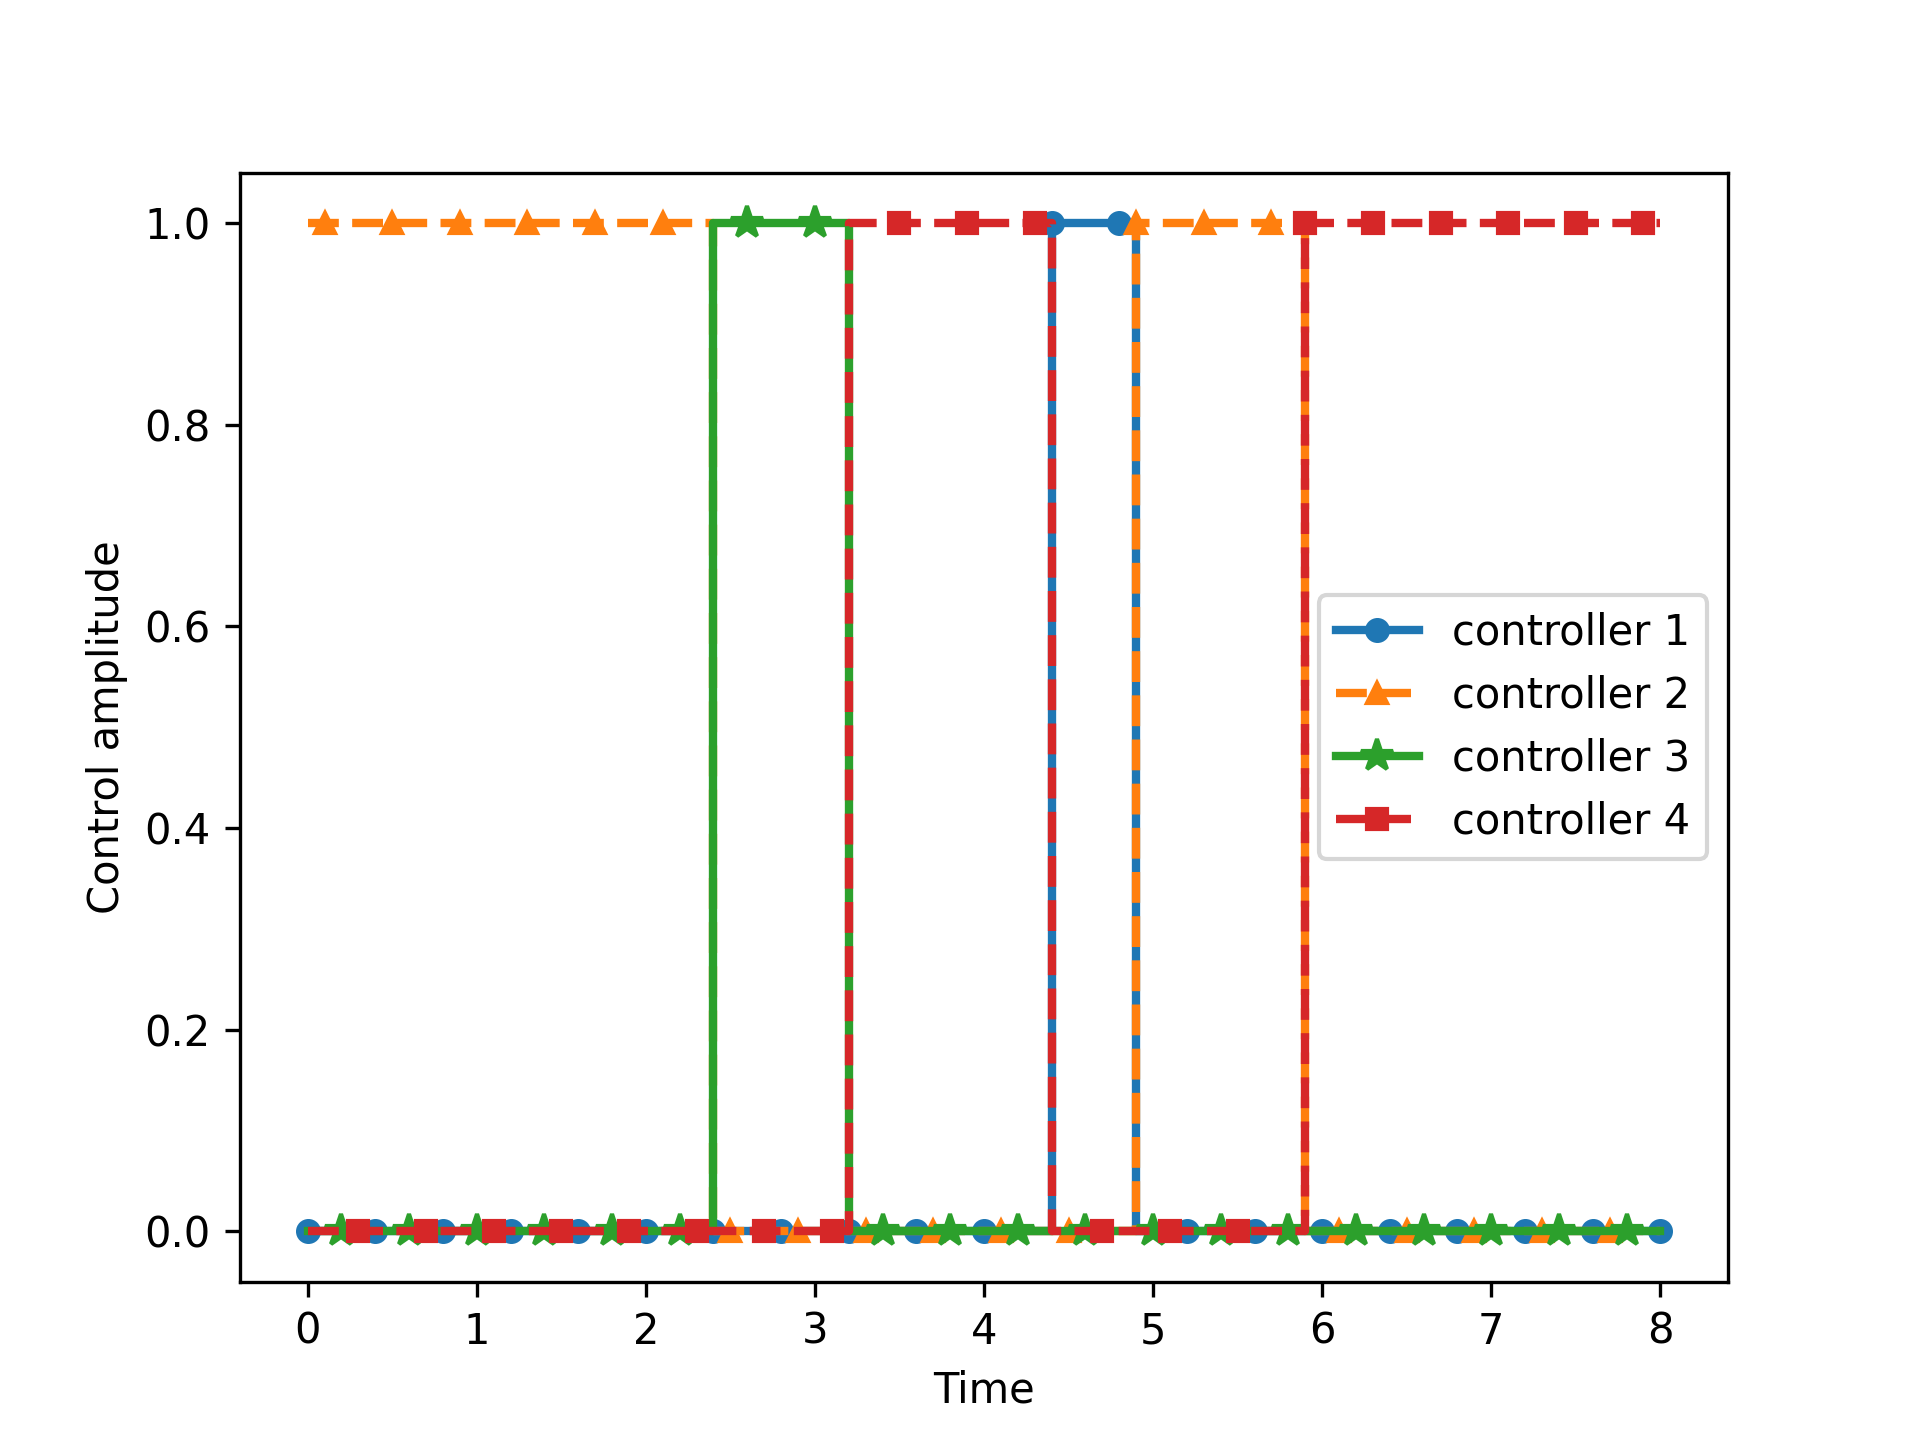 1.0
0.8
0.6
0.4
0.2
0.0
Control amplitude
controller 1
controller 2
controller 3
controller 4
0 1 2 3 4 5 6 7 8
Time